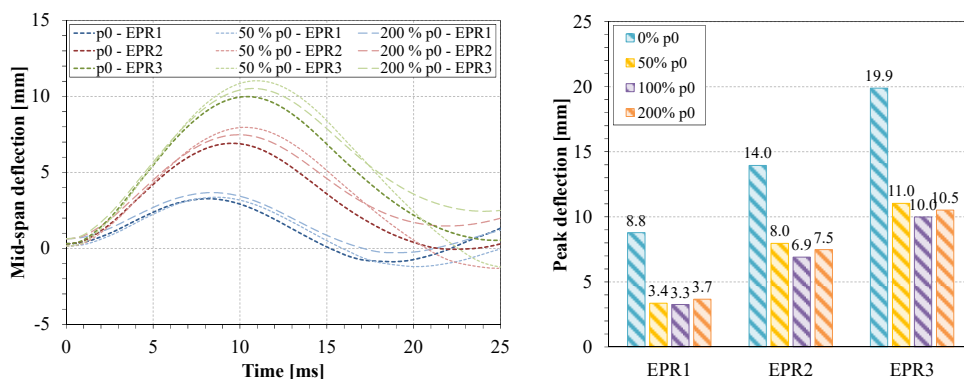 15
10
5
0
-5
Mid-span deflection [mm]
p0 - EPR1 50 % p0 - EPR1 200 % p0 - EPR1
p0 - EPR2 50 % p0 - EPR2 200 % p0 - EPR2
p0 - EPR3 50 % p0 - EPR3 200 % p0 - EPR3
0 5 10 15 20 25
Time [ms]
25
20
15
10
5
0
Peak deflection [mm]
0% p0
50% p0
100% p0
200% p0
8.8 3.4 3.3 3.7
14.0 8.0 6.9 7.5
19.9 11.0 10.0 10.5
EPR1 EPR2 EPR3